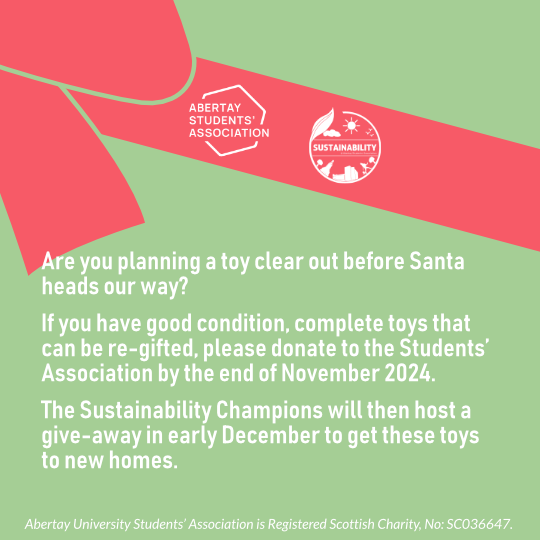 ABERTAY
STUDENTS'
ASSOCIATION
SUSTAINABILITY
Are you planning a toy clear out before Santa
heads our way?
If you have good condition, complete toys that
can be re-gifted, please donate to the Students'
Association by the end of November 2024.
The Sustainability Champions will then host a
give-away in early December to get these toys
to new homes.
Abertay University Students' Association is Registered Scottish Charity, No: SC036647.